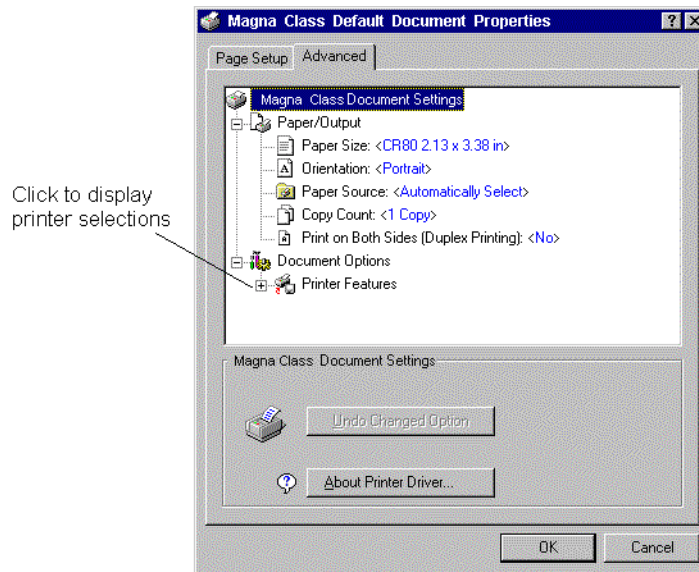 Magna Class Default Document Properties
Page Setup
Advanced
Magna Class Document Settings
Paper/Output
Paper Size: <CR80 2.13 x 3.38 in>
A Orientation: <Portrait>
Paper Source: <Automatically Select>
Copy Count: <1 Copy>
Print on Both Sides (Duplex Printing): <No>
Document Options
Printer Features
Click to display
printer selections
Magna Class Document Settings
Undo Changed Option
About Printer Driver...
OK
Cancel